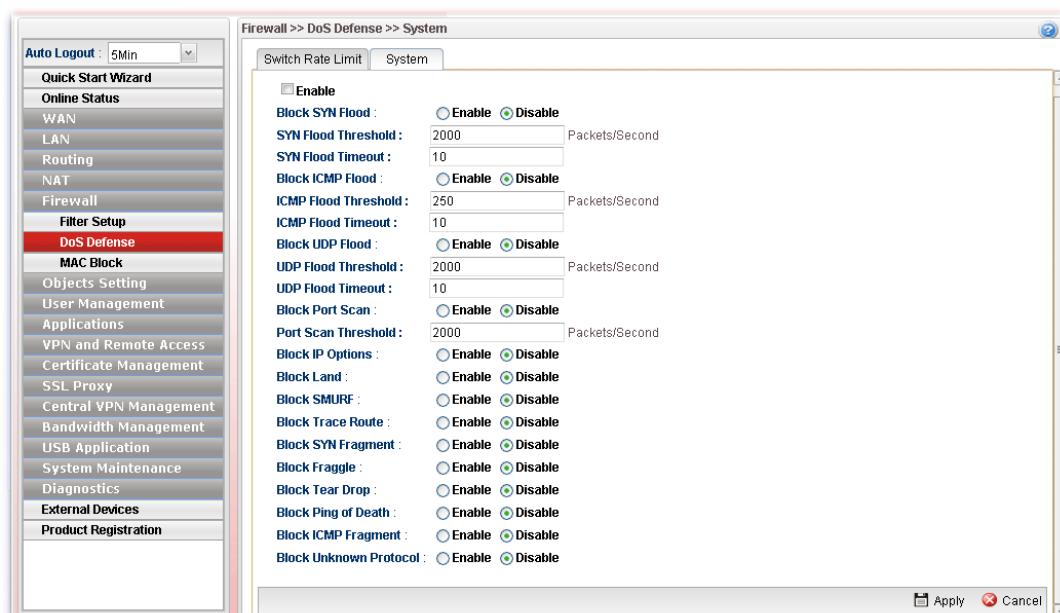 Auto Logout : 5Min
Quick Start Wizard
Online Status
WAN
LAN
Routing
NAT
Firewall
Filter Setup
DoS Defense
MAC Block
Objects Setting
User Management
Applications
VPN and Remote Access
Certificate Management
SSL Proxy
Central VPN Management
Bandwidth Management
USB Application
System Maintenance
Diagnostics
External Devices
Product Registration
Firewall >> DoS Defense >> System
?
Switch Rate Limit System
Enable
Block SYN Flood : Enable Disable
SYN Flood Threshold : 2000 Packets/Second
SYN Flood Timeout : 10
Block ICMP Flood : Enable Disable
ICMP Flood Threshold : 250 Packets/Second
ICMP Flood Timeout : 10
Block UDP Flood : Enable Disable
UDP Flood Threshold : 2000 Packets/Second
UDP Flood Timeout : 10
Block Port Scan : Enable Disable
Port Scan Threshold : 2000 Packets/Second
Block IP Options : Enable Disable
Block Land : Enable Disable
Block SMURF : Enable Disable
Block Trace Route : Enable Disable
Block SYN Fragment : Enable Disable
Block Fraggle : Enable Disable
Block Tear Drop : Enable Disable
Block Ping of Death : Enable Disable
Block ICMP Fragment : Enable Disable
Block Unknown Protocol : Enable Disable
Apply Cancel